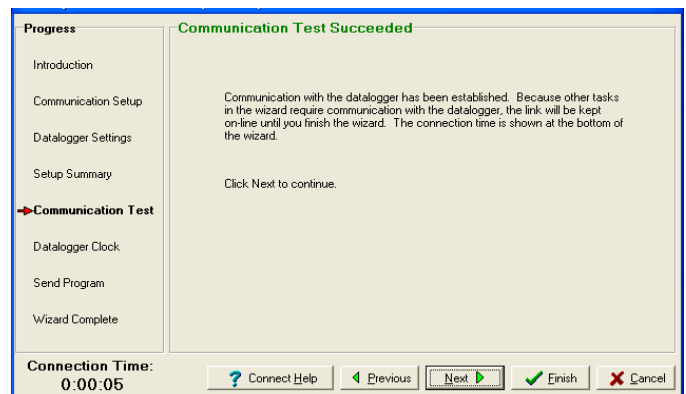 Progress
Introduction
Communication Setup
Datalogger Settings
Setup Summary
Communication Test
Datalogger Clock
Send Program
Wizard Complete
Communication Test Succeeded
Communication with the datalogger has been established. Because other tasks
in the wizard require communication with the datalogger, the link will be kept
on-line until you finish the wizard. The connection time is shown at the bottom of
the wizard.
Click Next to continue.
Connection Time:
0:00:05
? Connect Help
Previous
Next
Finish
Cancel